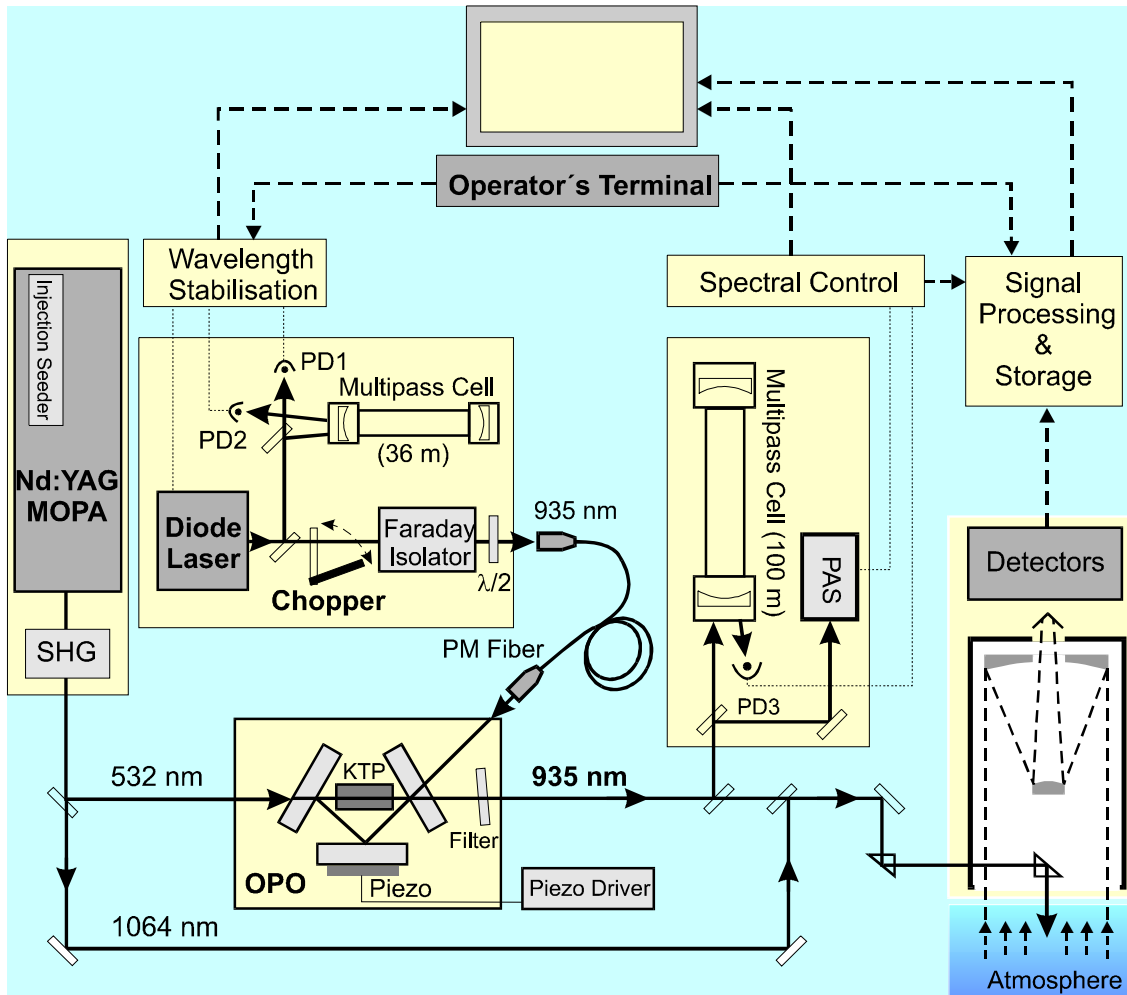 Operator´s Terminal
Wavelength
Stabilisation
Spectral Control
Signal
Processing
&
Storage
Injection Seeder
Nd:YAG
MOPA
SHG
PD1
Multipass Cell
PD2
(36 m)
Diode
Laser
Faraday
Isolator
Chopper
λ/2
935 nm
PM Fiber
Multipass Cell (100 m)
PAS
PD3
Detectors
532 nm
KTP
935 nm
Filter
OPO
Piezo
Piezo Driver
1064 nm
Atmosphere